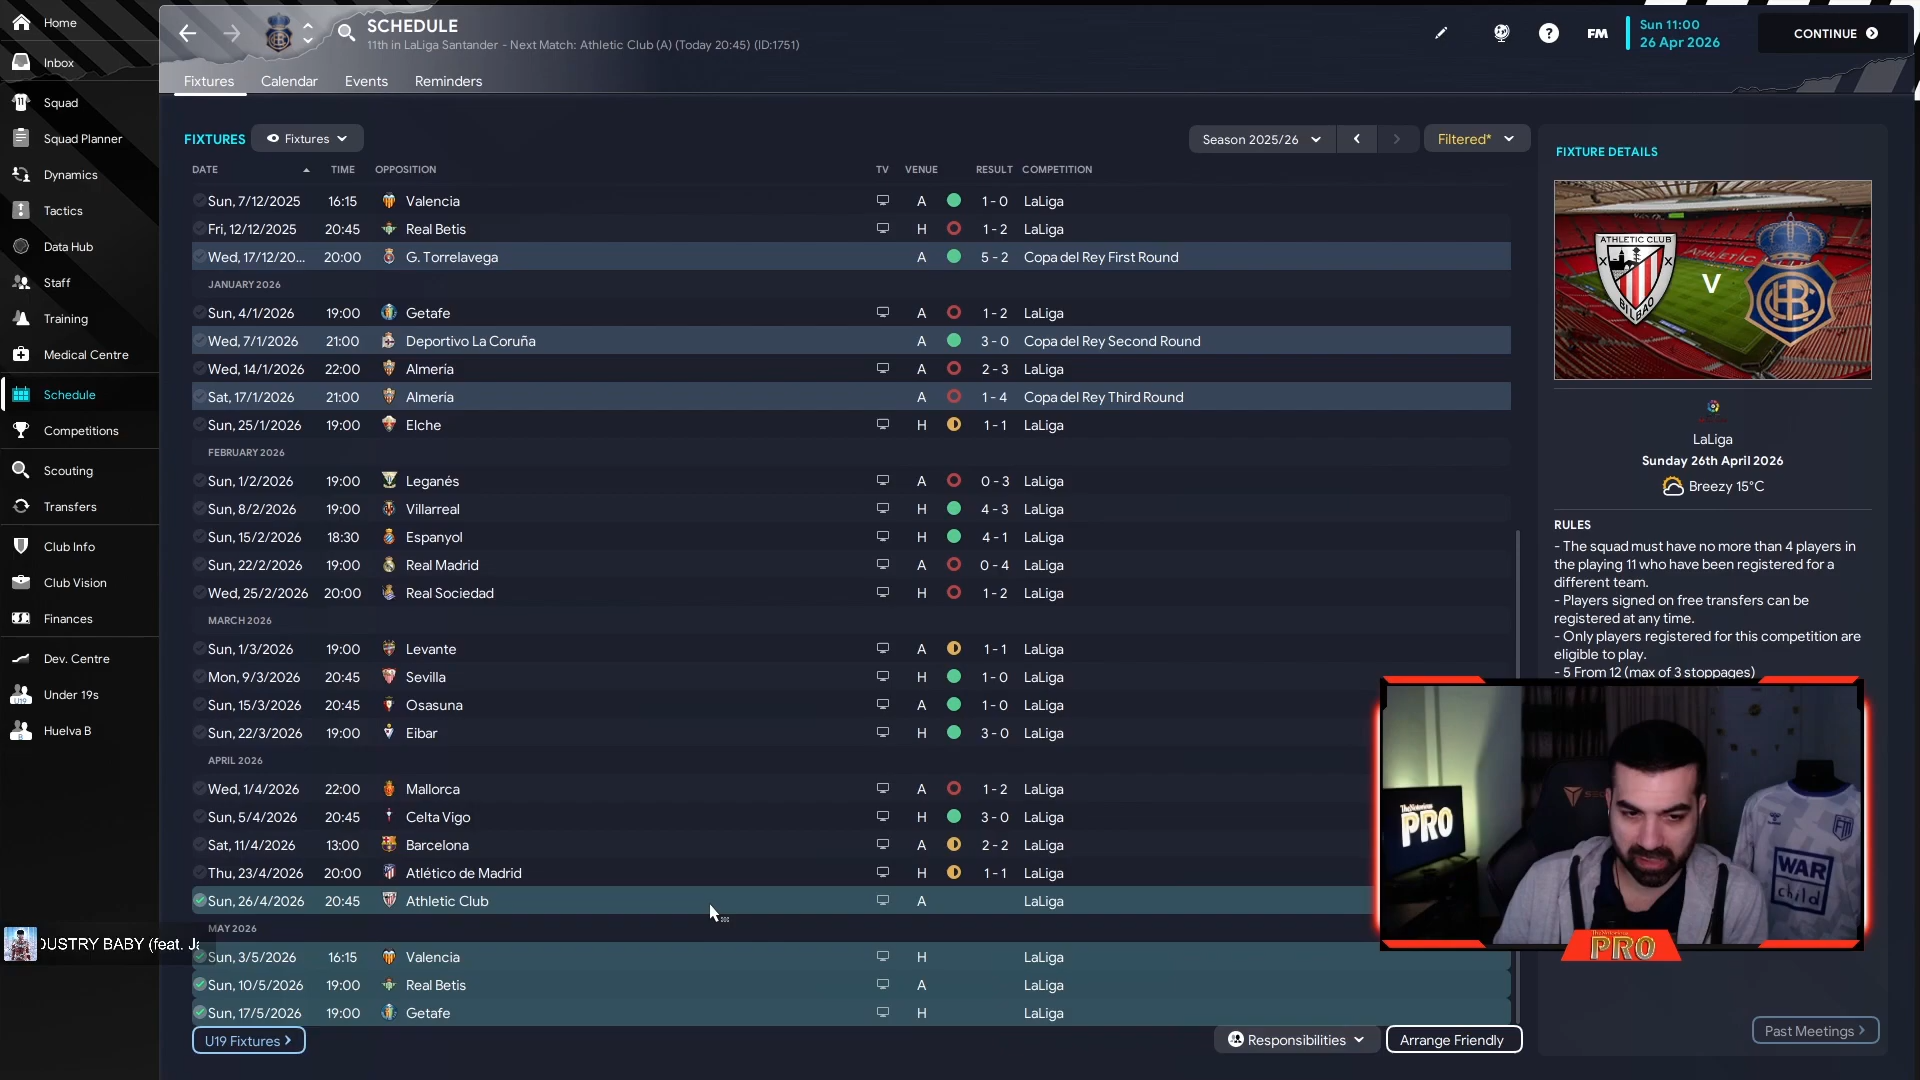 Home
Inbox
Squad
Squad Planner
Dynamics
Tactics
Data Hub
Staff
Training
Medical Centre
Schedule
Competitions
Scouting
Transfers
Club Info
Club Vision
Finances
Dev. Centre
Under 19s
Huelva B
SCHEDULE
11th in LaLiga Santander - Next Match: Athletic Club (A) (Today 20:45) (ID:1751)
? FM Sun 11:00
26 Apr 2026
CONTINUE
Fixtures Calendar Events Reminders
FIXTURES Fixtures Season 2025/26 Filtered*
DATE TIME OPPOSITION TV VENUE RESULT COMPETITION
Sun, 7/12/2025 16:15 Valencia A 1 - 0 LaLiga
Fri, 12/12/2025 20:45 Real Betis H 1 - 2 LaLiga
Wed, 17/12/20... 20:00 G. Torrelavega A 5 - 2 Copa del Rey First Round
JANUARY 2026
Sun, 4/1/2026 19:00 Getafe A 1 - 2 LaLiga
Wed, 7/1/2026 21:00 Deportivo La Coruña A 3 - 0 Copa del Rey Second Round
Wed, 14/1/2026 22:00 Almería A 2 - 3 LaLiga
Sat, 17/1/2026 21:00 Almería A 1 - 4 Copa del Rey Third Round
Sun, 25/1/2026 19:00 Elche H 1 - 1 LaLiga
FEBRUARY 2026
Sun, 1/2/2026 19:00 Leganés A 0 - 3 LaLiga
Sun, 8/2/2026 19:00 Villarreal H 4 - 3 LaLiga
Sun, 15/2/2026 18:30 Espanyol H 4 - 1 LaLiga
Sun, 22/2/2026 19:00 Real Madrid A 0 - 4 LaLiga
Wed, 25/2/2026 20:00 Real Sociedad H 1 - 2 LaLiga
MARCH 2026
Sun, 1/3/2026 19:00 Levante A 1 - 1 LaLiga
Mon, 9/3/2026 20:45 Sevilla H 1 - 0 LaLiga
Sun, 15/3/2026 20:45 Osasuna A 1 - 0 LaLiga
Sun, 22/3/2026 19:00 Eibar H 3 - 0 LaLiga
APRIL 2026
Wed, 1/4/2026 22:00 Mallorca A 1 - 2 LaLiga
Sun, 5/4/2026 20:45 Celta Vigo H 3 - 0 LaLiga
Sat, 11/4/2026 13:00 Barcelona A 2 - 2 LaLiga
Thu, 23/4/2026 20:00 Atlético de Madrid H 1 - 1 LaLiga
Sun, 26/4/2026 20:45 Athletic Club A LaLiga
MAY 2026
Sun, 3/5/2026 16:15 Valencia H LaLiga
Sun, 10/5/2026 19:00 Real Betis A LaLiga
Sun, 17/5/2026 19:00 Getafe H LaLiga
U19 Fixtures Responsibilities Arrange Friendly
DUSTRY BABY (feat. Ja
FIXTURE DETAILS
ATHLETIC CLUB
BILBAO
V
LaLiga
Sunday 26th April 2026
Breezy 15°C
RULES
- The squad must have no more than 4 players in
the playing 11 who have been registered for a
different team.
- Players signed on free transfers can be
registered at any time.
- Only players registered for this competition are
eligible to play.
- 5 From 12 (max of 3 stoppages)
TheNotorious
PRO
WAR
child
PRO
Past Meetings